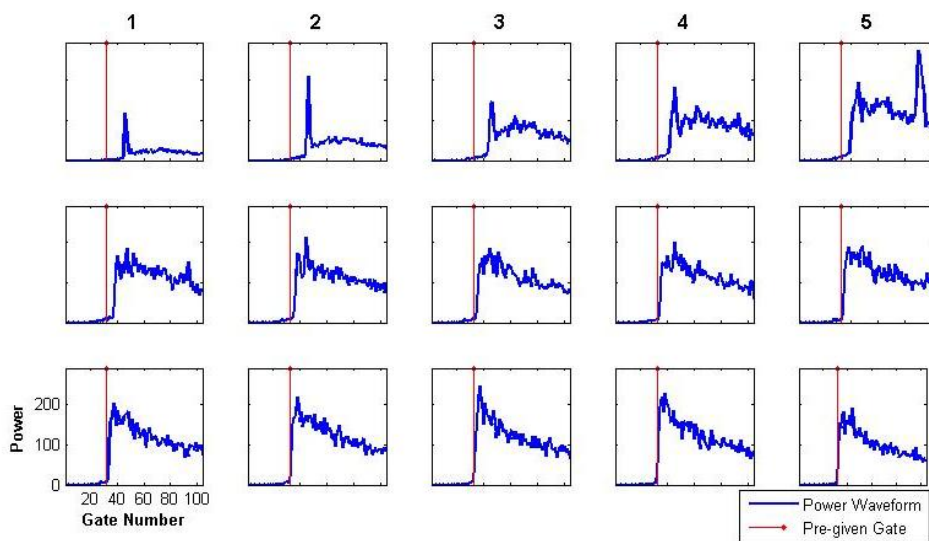 1 2 3 4 5
200
100
0
Power
20 40 60 80 100
Gate Number
Power Waveform
Pre-given Gate